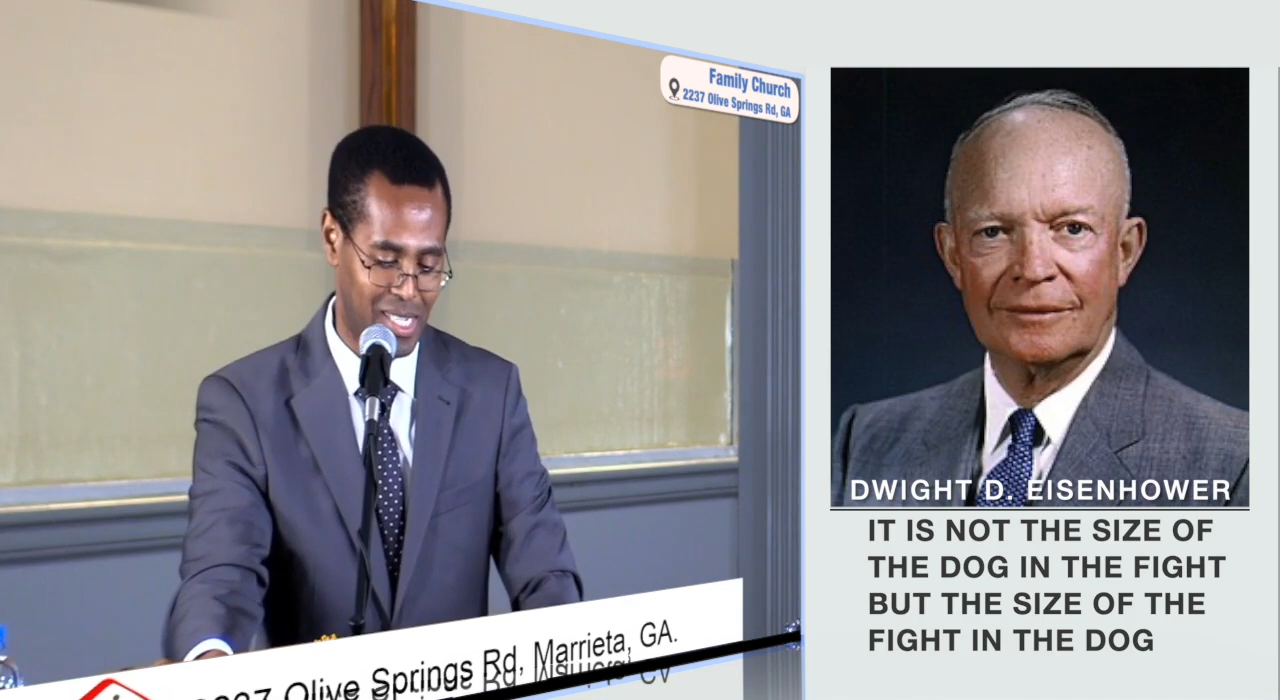 Family Church
2237 Olive Springs Rd, GA
DWIGHT D. EISENHOWER
IT IS NOT THE SIZE OF
THE DOG IN THE FIGHT
BUT THE SIZE OF THE
FIGHT IN THE DOG
Olive Springs Rd, Marrieta, GA.